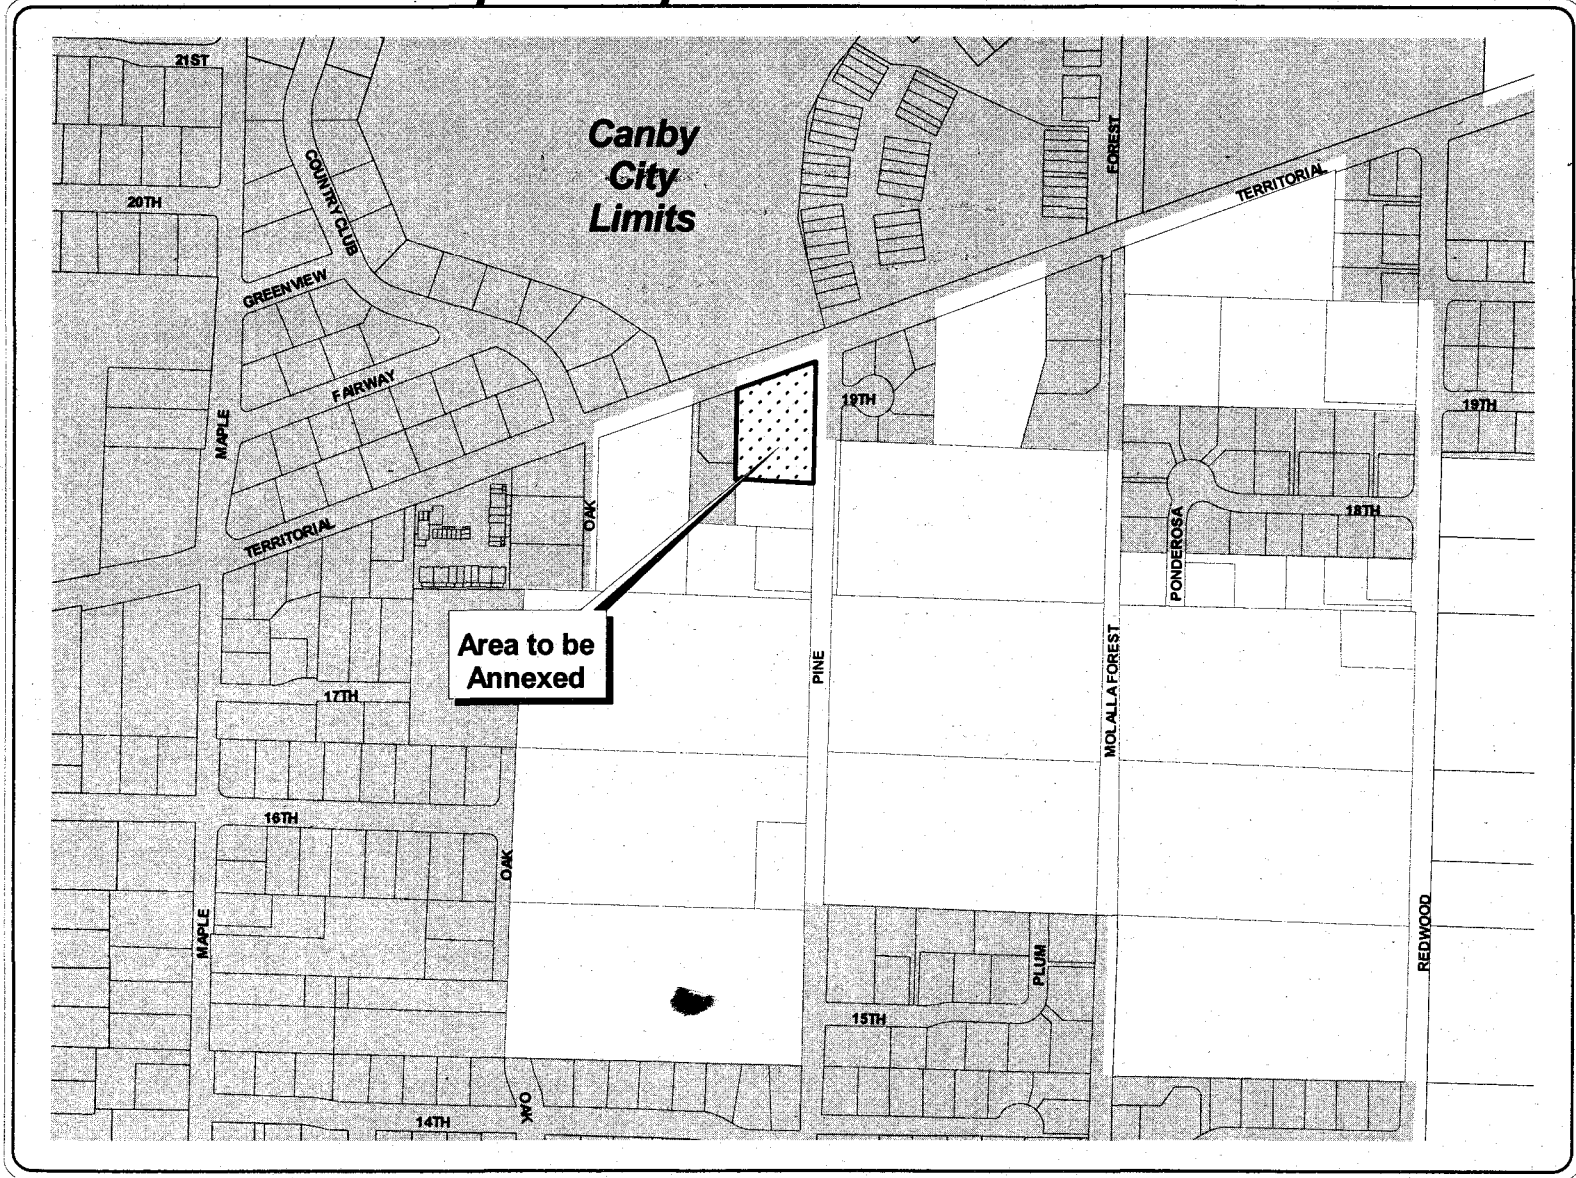 21ST
Canby
City
Limits
FOREST
COUNTRY CLUB
TERRITORIAL
20TH
GREENVIEW
FAIRWAY
19TH
19TH
MAPLE
TERRITORIAL
OAK
18TH
PONDEROSA
Area to be
Annexed
PINE
MOLALLA FOREST
17TH
16TH
OAK
MAPLE
REDWOOD
PLUM
15TH
OAK
14TH